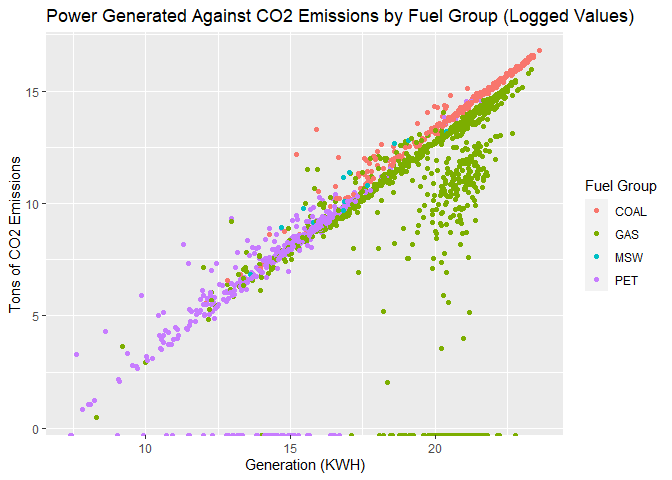 Power Generated Against CO2 Emissions by Fuel Group (Logged Values)
15
10
5
0
Tons of CO2 Emissions
10
15
20
Generation (KWH)
Fuel Group
COAL
GAS
MSW
PET